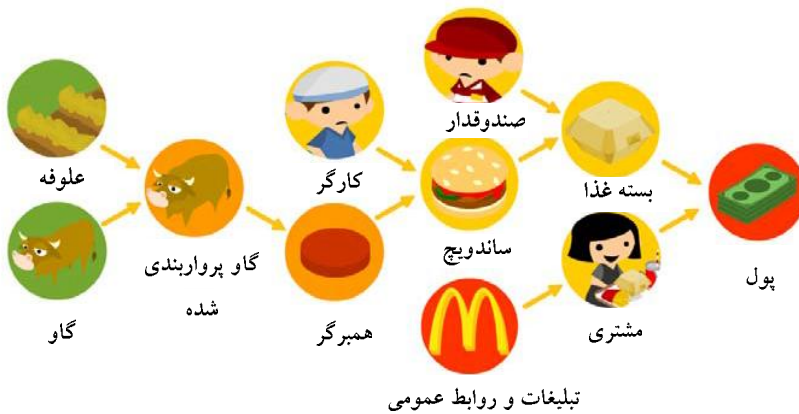 صندوقدار
علوفه
کارگر
بسته غذا
گاو پرواربندی
شده
ساندویچ
پول
گاو
همبرگر
مشتری
تبلیغات و روابط عمومی